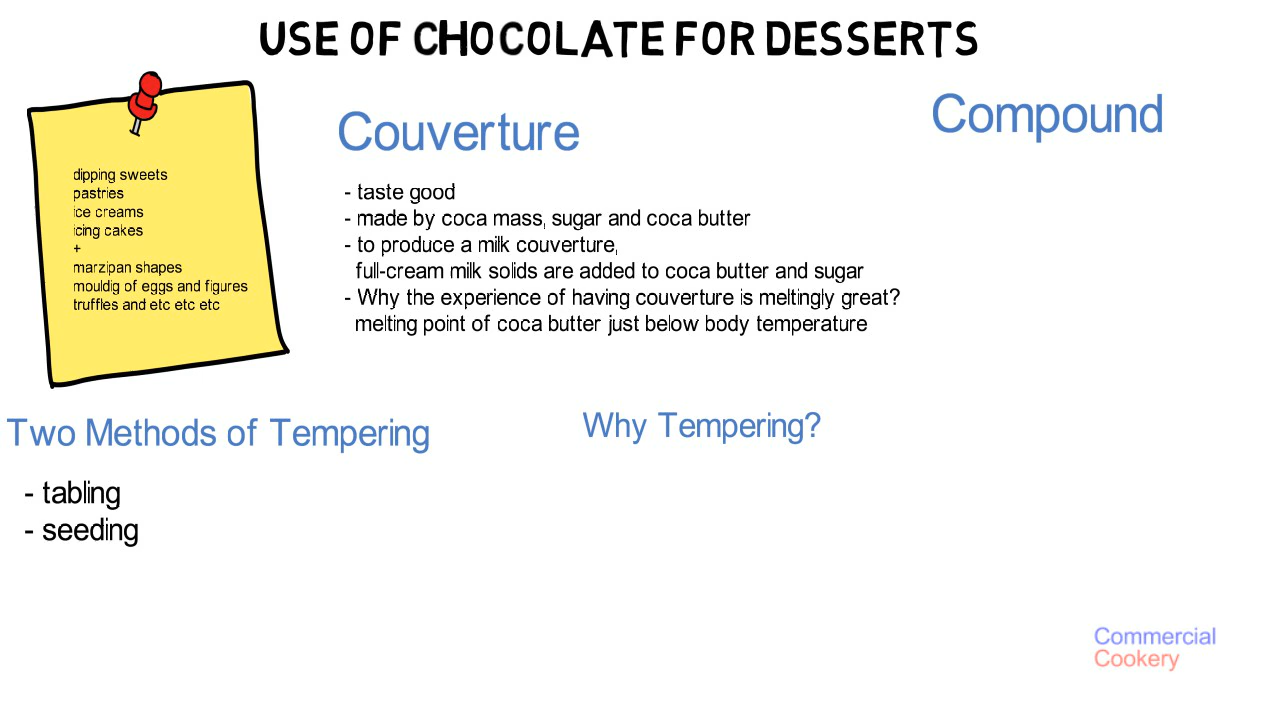 USE OF CHOCOLATE FOR DESSERTS
dipping sweets
pastries
ice creams
icing cakes
+
marzipan shapes
mouldig of eggs and figures
truffles and etc etc etc
Couverture
- taste good
- made by coca mass, sugar and coca butter
- to produce a milk couverture,
full-cream milk solids are added to coca butter and sugar
- Why the experience of having couverture is meltingly great?
melting point of coca butter just below body temperature
Compound
Two Methods of Tempering
- tabling
- seeding
Why Tempering?
Commercial
Cookery